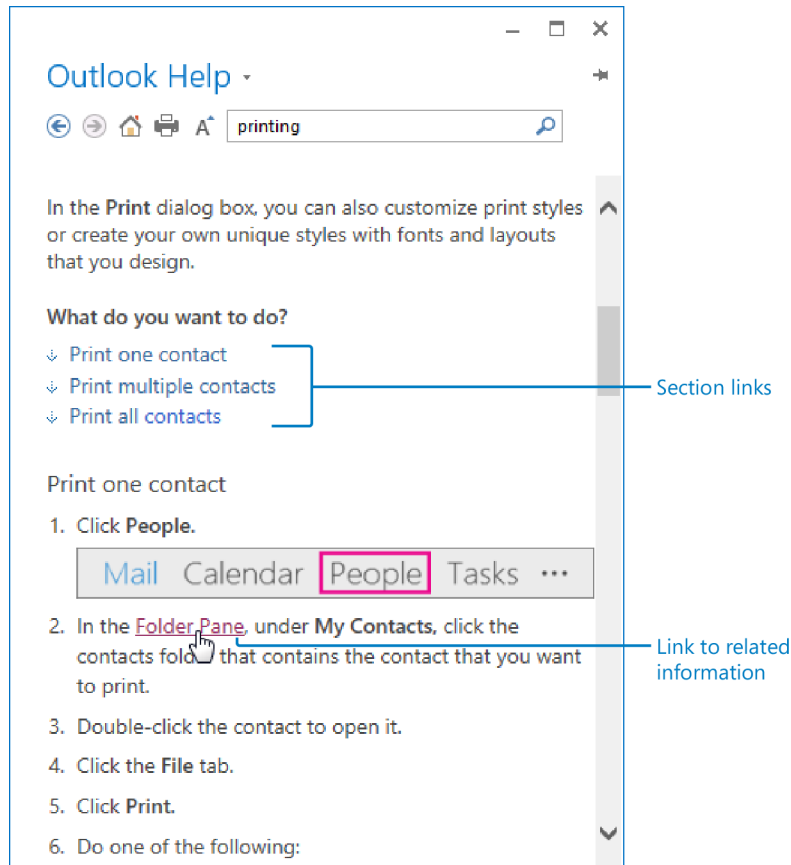 Outlook Help
A
printing
In the Print dialog box, you can also customize print styles
or create your own unique styles with fonts and layouts
that you design.
What do you want to do?
Print one contact
Print multiple contacts
Print all contacts
Section links
Print one contact
1. Click People.
Mail Calendar People Tasks •••
2. In the Folder Pane, under My Contacts, click the
contacts folder that contains the contact that you want
to print.
Link to related
information
3. Double-click the contact to open it.
4. Click the File tab.
5. Click Print.
6. Do one of the following: